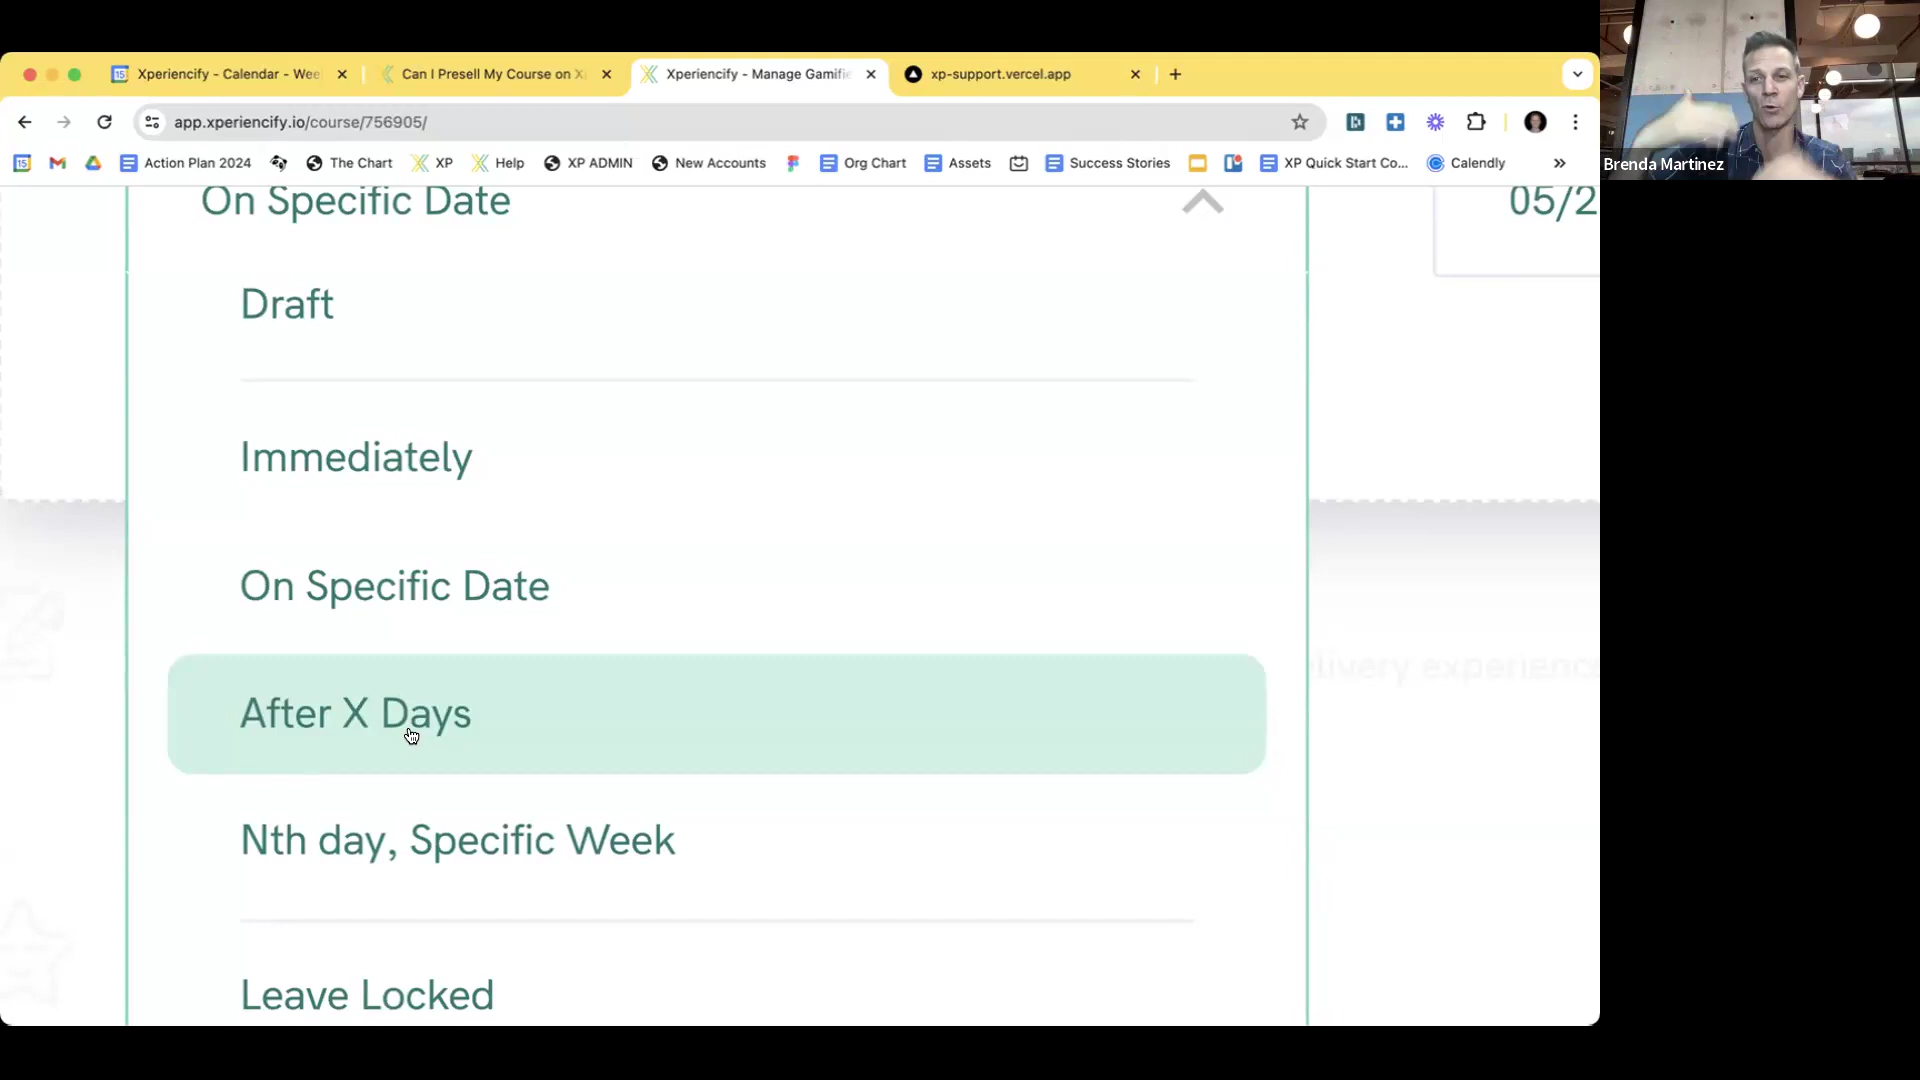 Xperiencify - Calendar - Wee
Can I Presell My Course on X
Xperiencify - Manage Gamifi
xp-support.vercel.app
app.xperiencify.io/course/756905/
Action Plan 2024
The Chart
XP
Help
XP ADMIN
New Accounts
Org Chart
Assets
Success Stories
XP Quick Start Co...
Calendly
Brenda Martinez
On Specific Date
05/2
Draft
Immediately
On Specific Date
livery experienc
After X Days
Nth day, Specific Week
Leave Locked